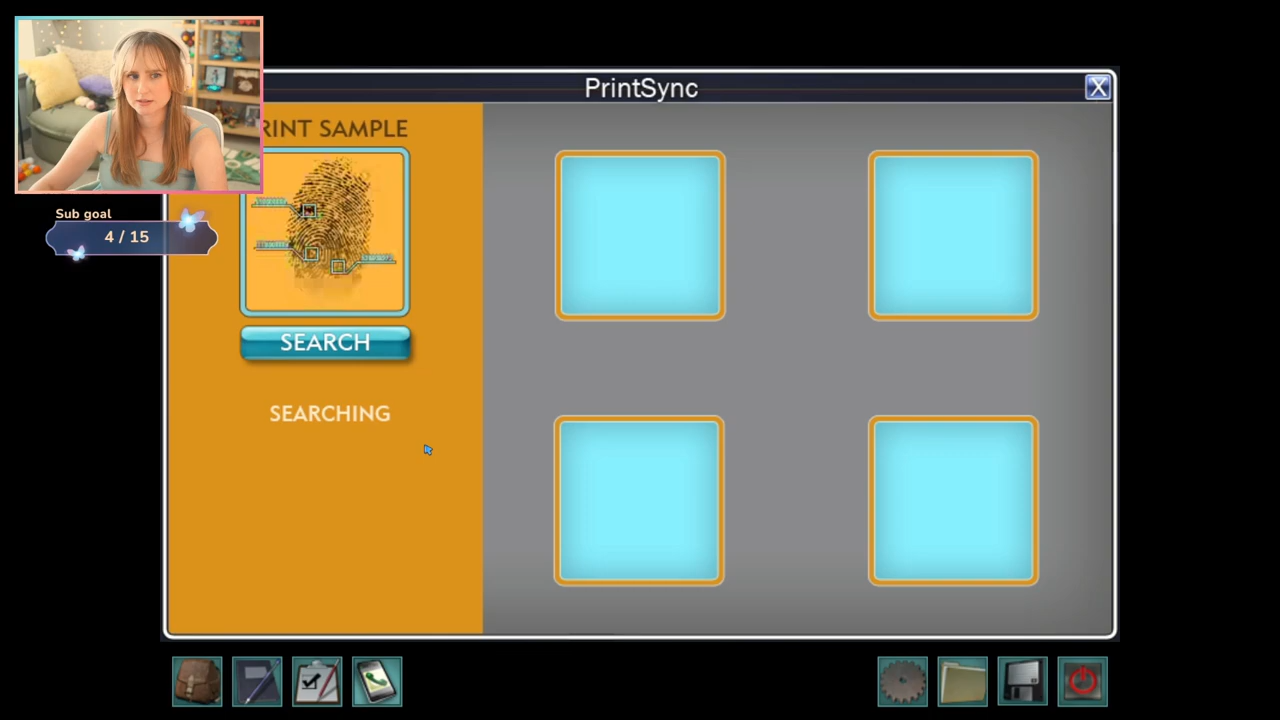 PrintSync
X
RINT SAMPLE
SEARCH
SEARCHING
Sub goal
4 / 15